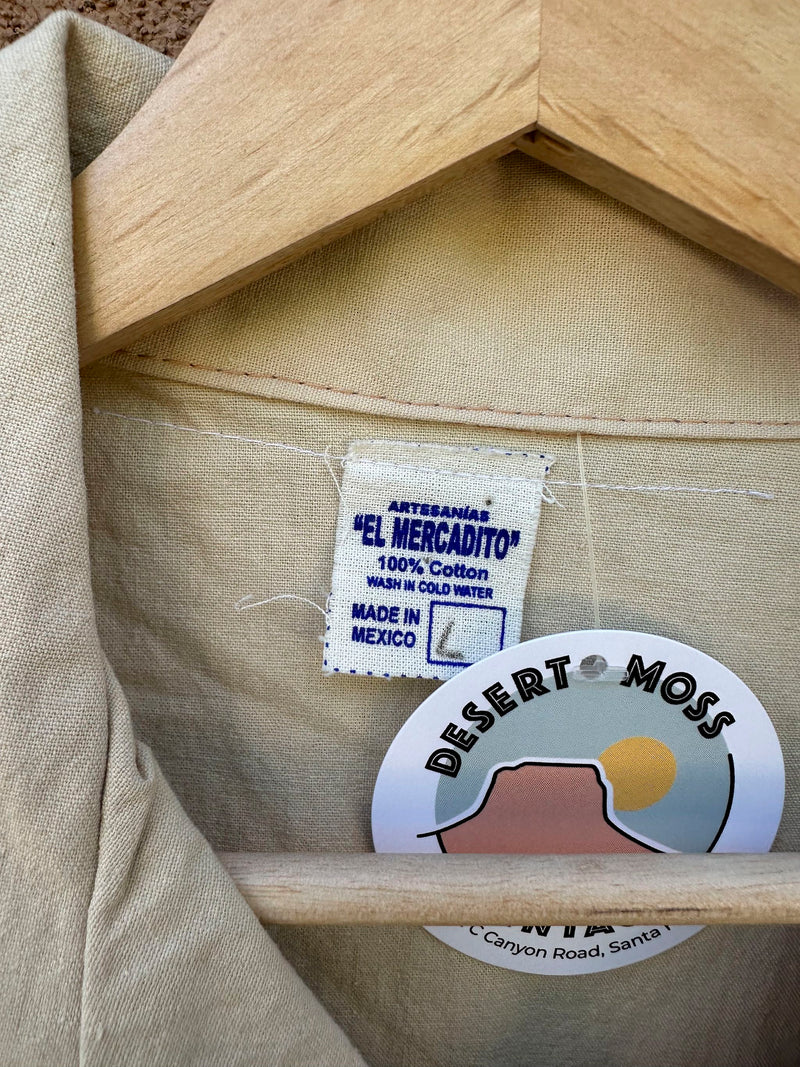 ARTESANÍAS
"EL MERCADITO"
100% Cotton
WASH IN COLD WATER
MADE IN
MEXICO
L
DESERT MOSS
C Canyon Road, Santa